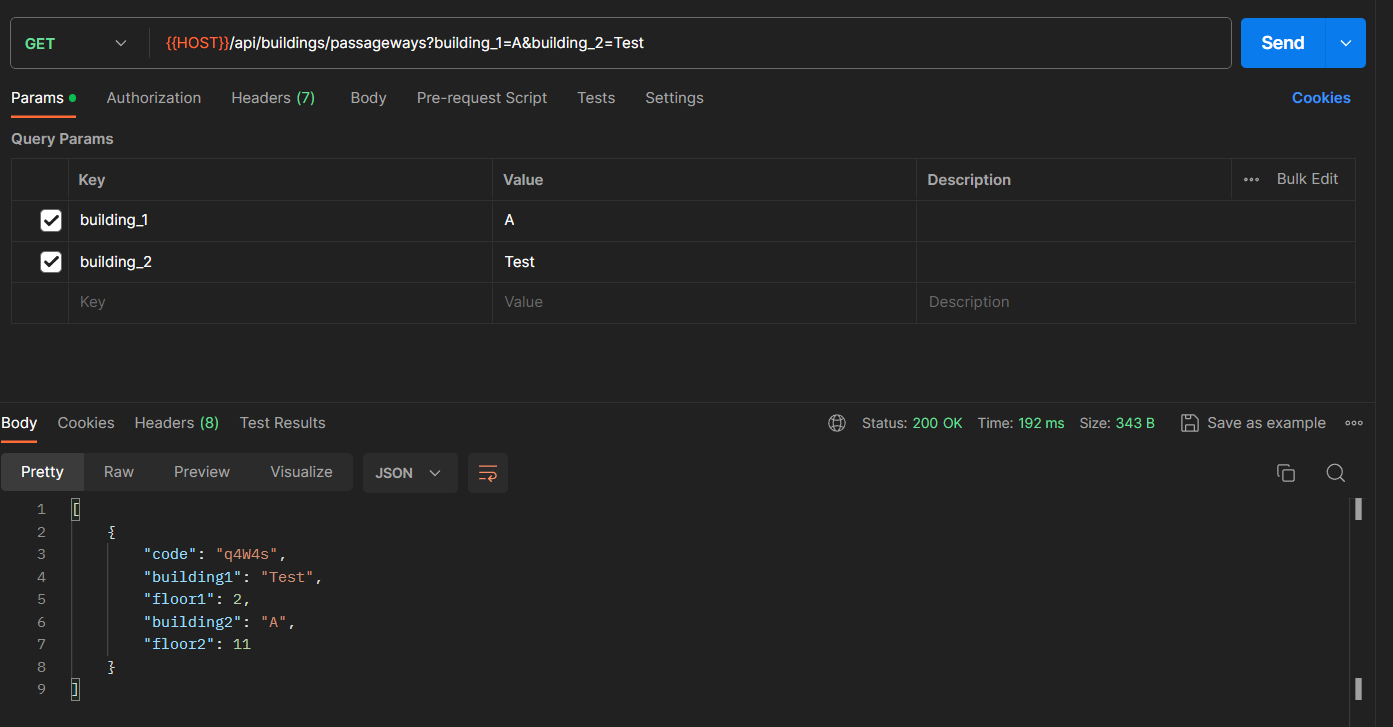 GET {{HOST}}/api/buildings/passageways?building_1=A&building_2=Test Send
Params Authorization Headers (7) Body Pre-request Script Tests Settings Cookies
Query Params
Key Value Description Bulk Edit
building_1 A
building_2 Test
Key Value Description
Body Cookies Headers (8) Test Results Status: 200 OK Time: 192 ms Size: 343 B Save as example
Pretty Raw Preview Visualize JSON
1 [
2 {
3 "code": "q4W4s",
4 "building1": "Test",
5 "floor1": 2,
6 "building2": "A",
7 "floor2": 11
8 }
9 ]